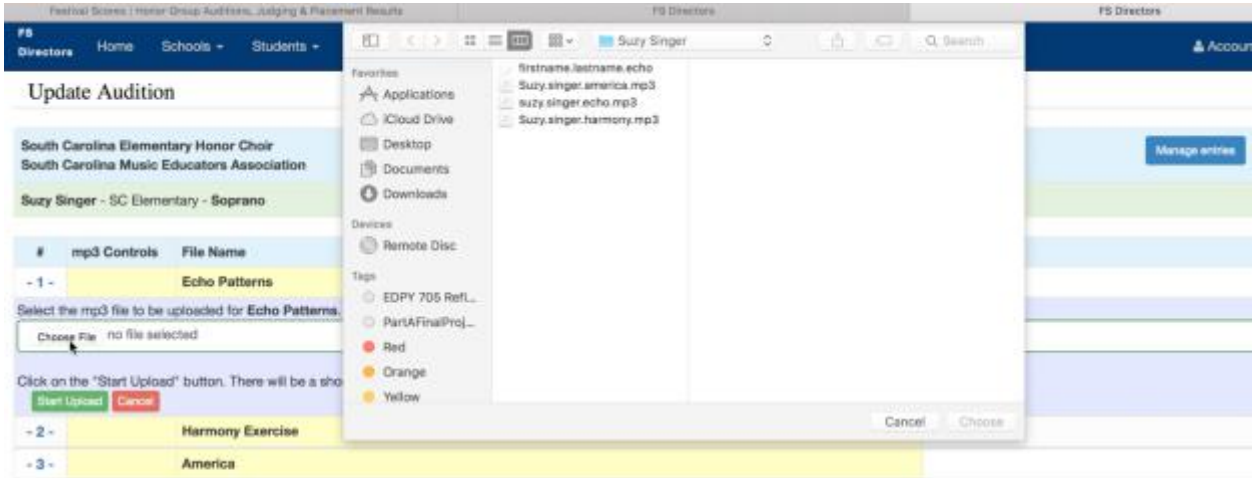 Festival Scores | Honor Group Auditions, Judging & Placement Results
FS Directors
FS Directors
FS Directors
Home
Schools
Students
Account
Update Audition
South Carolina Elementary Honor Choir
South Carolina Music Educators Association
Manage entries
Suzy Singer - SC Elementary - Soprano
# mp3 Controls File Name
- 1 - Echo Patterns
Select the mp3 file to be uploaded for Echo Patterns.
Choose File no file selected
Click on the "Start Upload" button. There will be a sho
Start Upload Cancel
- 2 - Harmony Exercise
- 3 - America
Suzy Singer
Search
Favorites
Applications
iCloud Drive
Desktop
Documents
Downloads
Devices
Remote Disc
Tags
EDPY 705 Refl...
PartAFinalProj...
Red
Orange
Yellow
firstname.lastname.echo
Suzy.singer.america.mp3
suzy.singer.echo.mp3
Suzy.singer.harmony.mp3
Cancel Choose